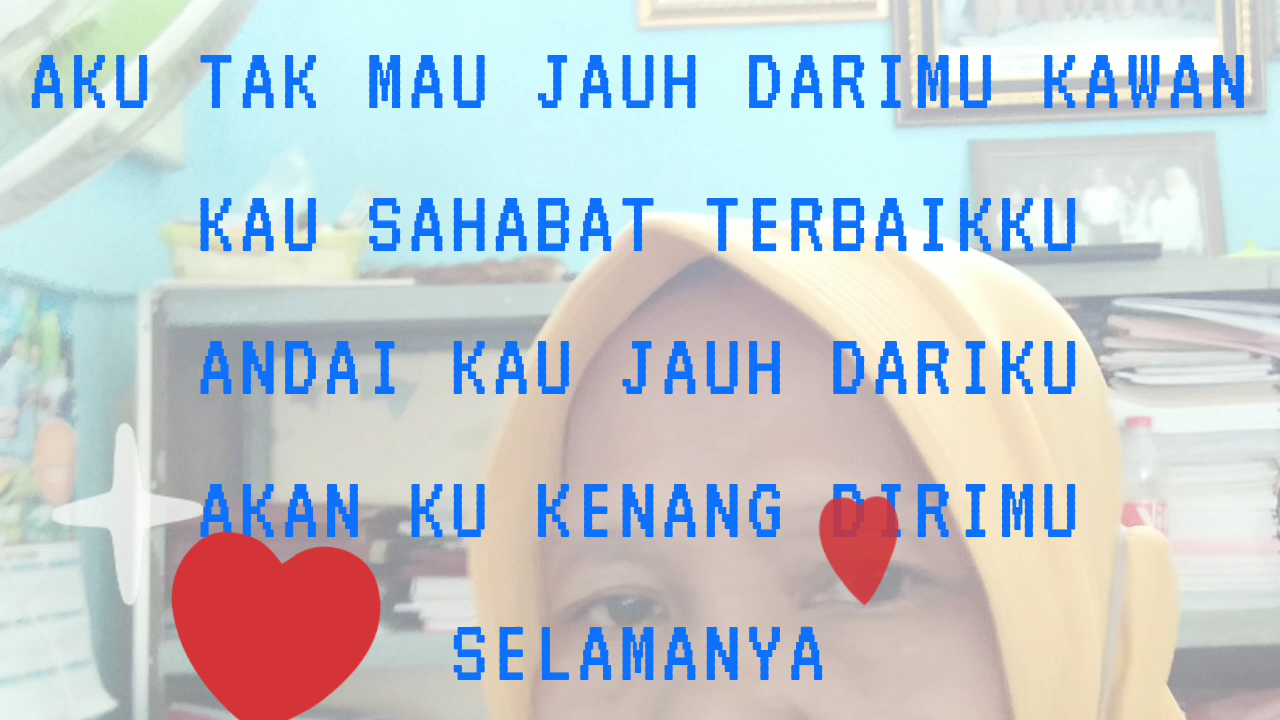 AKU TAK MAU JAUH DARIMU KAWAN
KAU SAHABAT TERBAIKKU
ANDAI KAU JAUH DARIKU
AKAN KU KENANG DIRIMU
SELAMANYA